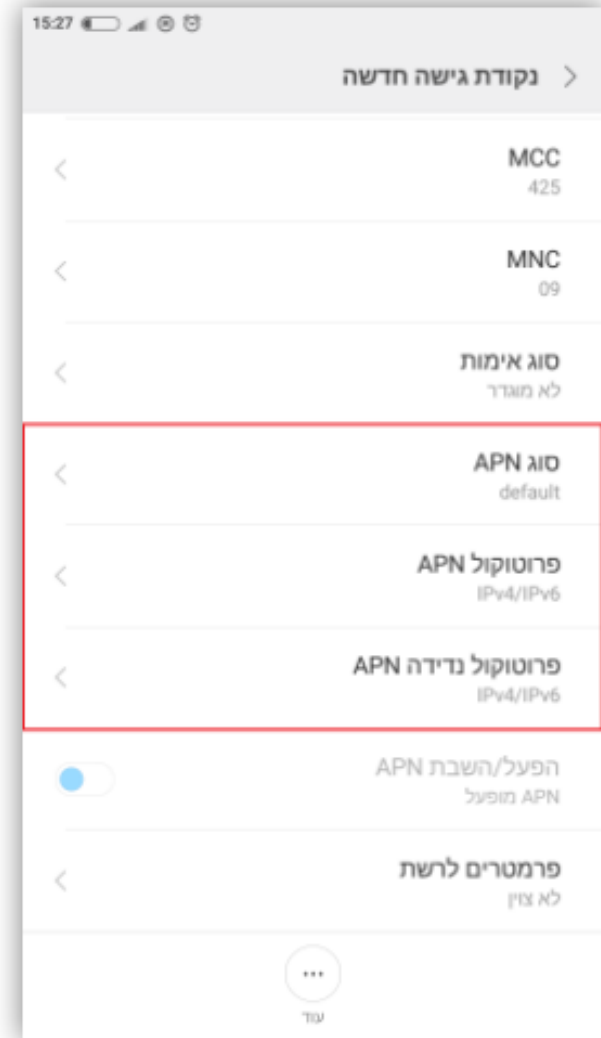 15:27
נקודת גישה חדשה
MCC
425
MNC
09
סוג אימות
לא מוגדר
סוג APN
default
פרוטוקול APN
IPv4/IPv6
פרוטוקול נדידה APN
IPv4/IPv6
הפעל/השבת APN
APN מופעל
פרמטרים לרשת
לא צוין
עוד